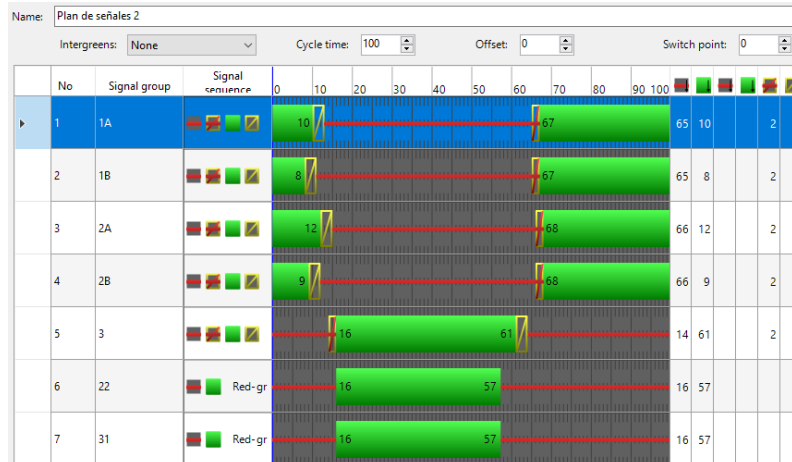 Name: Plan de señales 2
Intergreens: None Cycle time: 100 Offset: 0 Switch point: 0
No Signal group Signal sequence 0 10 20 30 40 50 60 70 80 90 100
1 1A 10 67 65 10 2
2 1B 8 67 65 8 2
3 2A 12 68 66 12 2
4 2B 9 68 66 9 2
5 3 16 61 14 61 2
6 22 Red-gr 16 57 16 57
7 31 Red-gr 16 57 16 57